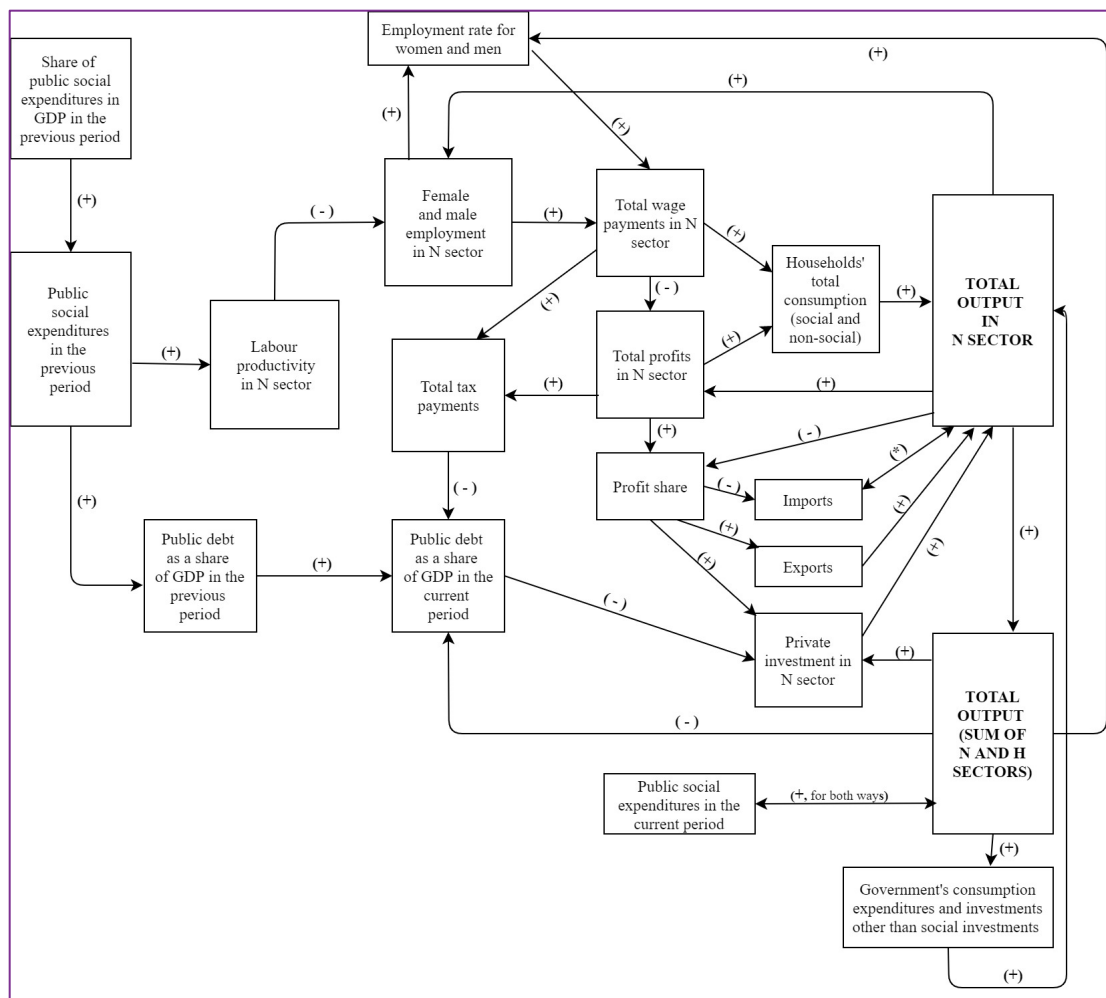 Employment rate for
women and men
(+)
Share of
public social
expenditures in
GDP in the
previous period
(+)
(+)
(+)
(+)
Female
and male
employment
in N sector
(+)
Total wage
payments in N
sector
(+)
Households'
total
consumption
(social and
non-social)
(+)
TOTAL
OUTPUT
IN
N SECTOR
(-)
Public
social
expenditures
in the
previous
period
(+)
Labour
productivity
in N sector
(+)
(-)
Total profits
in N sector
(+)
(+)
Total tax
payments
(+)
(+)
(-)
(-)
Profit share
(-)
Imports
(*)
(+)
Exports
(+)
(+)
(+)
(+)
(+)
Public debt
as a share
of GDP in the
previous
period
(+)
Public debt
as a share
of GDP in the
current
period
(-)
Private
investment in
N sector
(+)
TOTAL
OUTPUT
(SUM OF
N AND H
SECTORS)
(-)
Public social
expenditures in the
current period
(+, for both ways)
(+)
Government's consumption
expenditures and investments
other than social investments
(+)